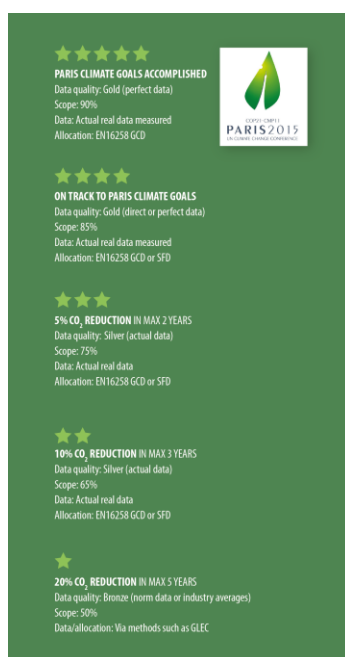 PARIS CLIMATE GOALS ACCOMPLISHED
Data quality: Gold (perfect data)
Scope: 90%
Data: Actual real data measured
Allocation: EN16258 GCD
COP21·CMP11
PARIS2015
UN CLIMATE CHANGE CONFERENCE
ON TRACK TO PARIS CLIMATE GOALS
Data quality: Gold (direct or perfect data)
Scope: 85%
Data: Actual real data measured
Allocation: EN16258 GCD or SFD
5% CO₂ REDUCTION IN MAX 2 YEARS
Data quality: Silver (actual data)
Scope: 75%
Data: Actual real data
Allocation: EN16258 GCD or SFD
10% CO₂ REDUCTION IN MAX 3 YEARS
Data quality: Silver (actual data)
Scope: 65%
Data: Actual real data
Allocation: EN16258 GCD or SFD
20% CO₂ REDUCTION IN MAX 5 YEARS
Data quality: Bronze (norm data or industry averages)
Scope: 50%
Data/allocation: Via methods such as GLEC